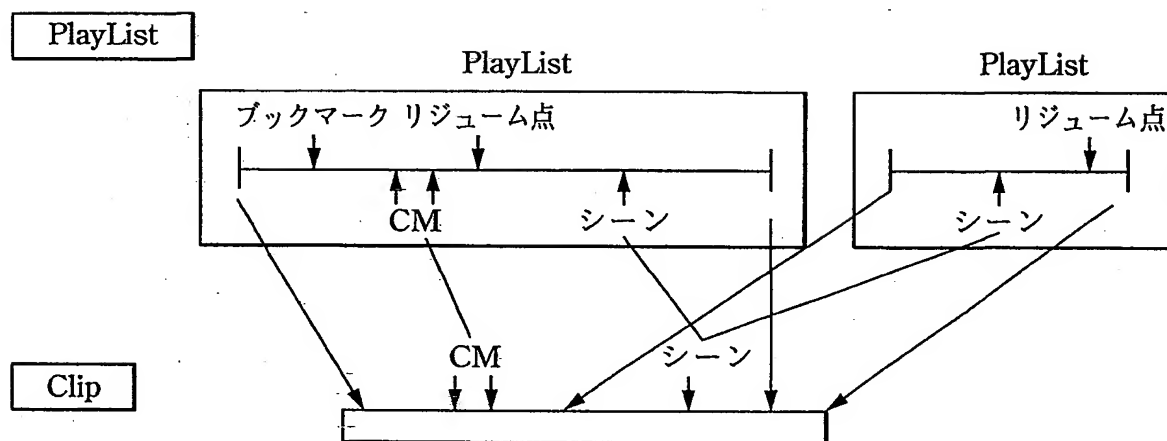 PlayList
PlayList PlayList
ブックマーク リジューム点 リジューム点
CM シーン シーン
CM シーン
Clip